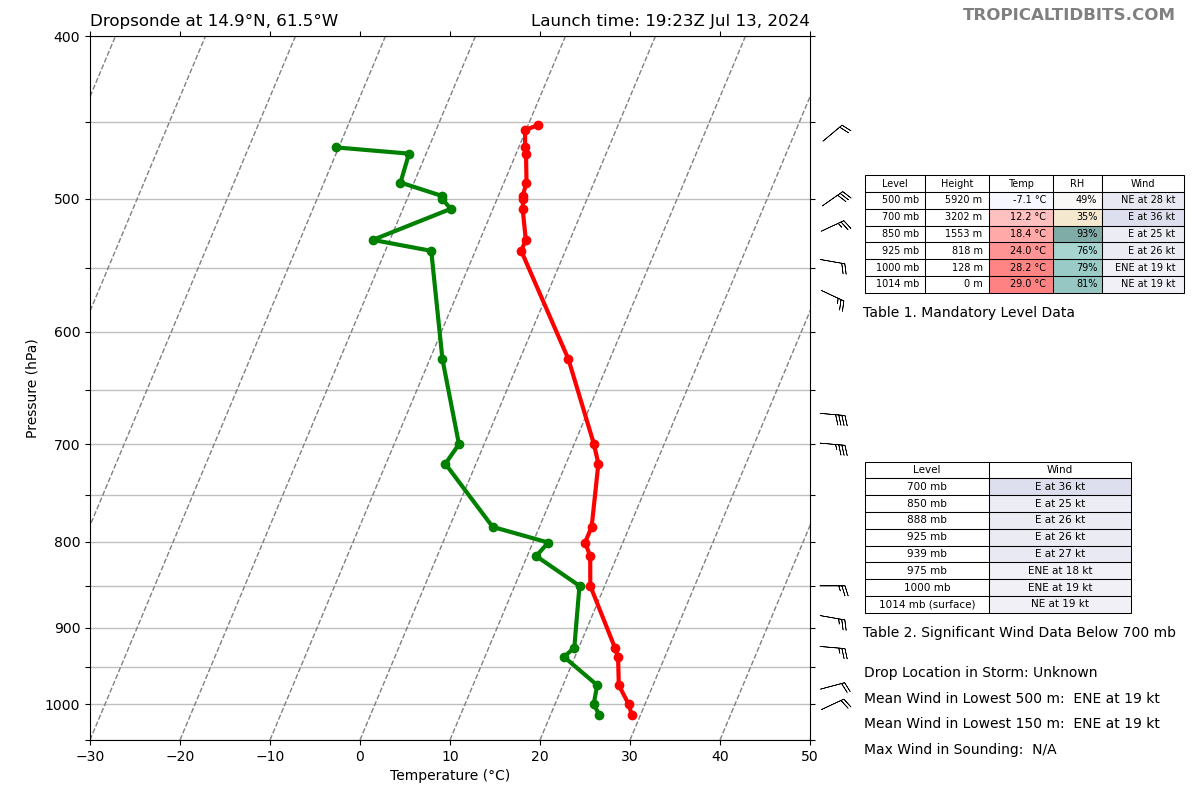 Dropsonde at 14.9°N, 61.5°W Launch time: 19:23Z Jul 13, 2024
TROPICALTIDBITS.COM
400
500
600
700
800
900
1000
Pressure (hPa)
−30 −20 −10 0 10 20 30 40 50
Temperature (°C)
Level Height Temp RH Wind
500 mb 5920 m -7.1 °C 49% NE at 28 kt
700 mb 3202 m 12.2 °C 35% E at 36 kt
850 mb 1553 m 18.4 °C 93% E at 25 kt
925 mb 818 m 24.0 °C 76% E at 26 kt
1000 mb 128 m 28.2 °C 79% ENE at 19 kt
1014 mb 0 m 29.0 °C 81% NE at 19 kt
Table 1. Mandatory Level Data
Level Wind
700 mb E at 36 kt
850 mb E at 25 kt
888 mb E at 26 kt
925 mb E at 26 kt
939 mb E at 27 kt
975 mb ENE at 18 kt
1000 mb ENE at 19 kt
1014 mb (surface) NE at 19 kt
Table 2. Significant Wind Data Below 700 mb
Drop Location in Storm: Unknown
Mean Wind in Lowest 500 m: ENE at 19 kt
Mean Wind in Lowest 150 m: ENE at 19 kt
Max Wind in Sounding: N/A